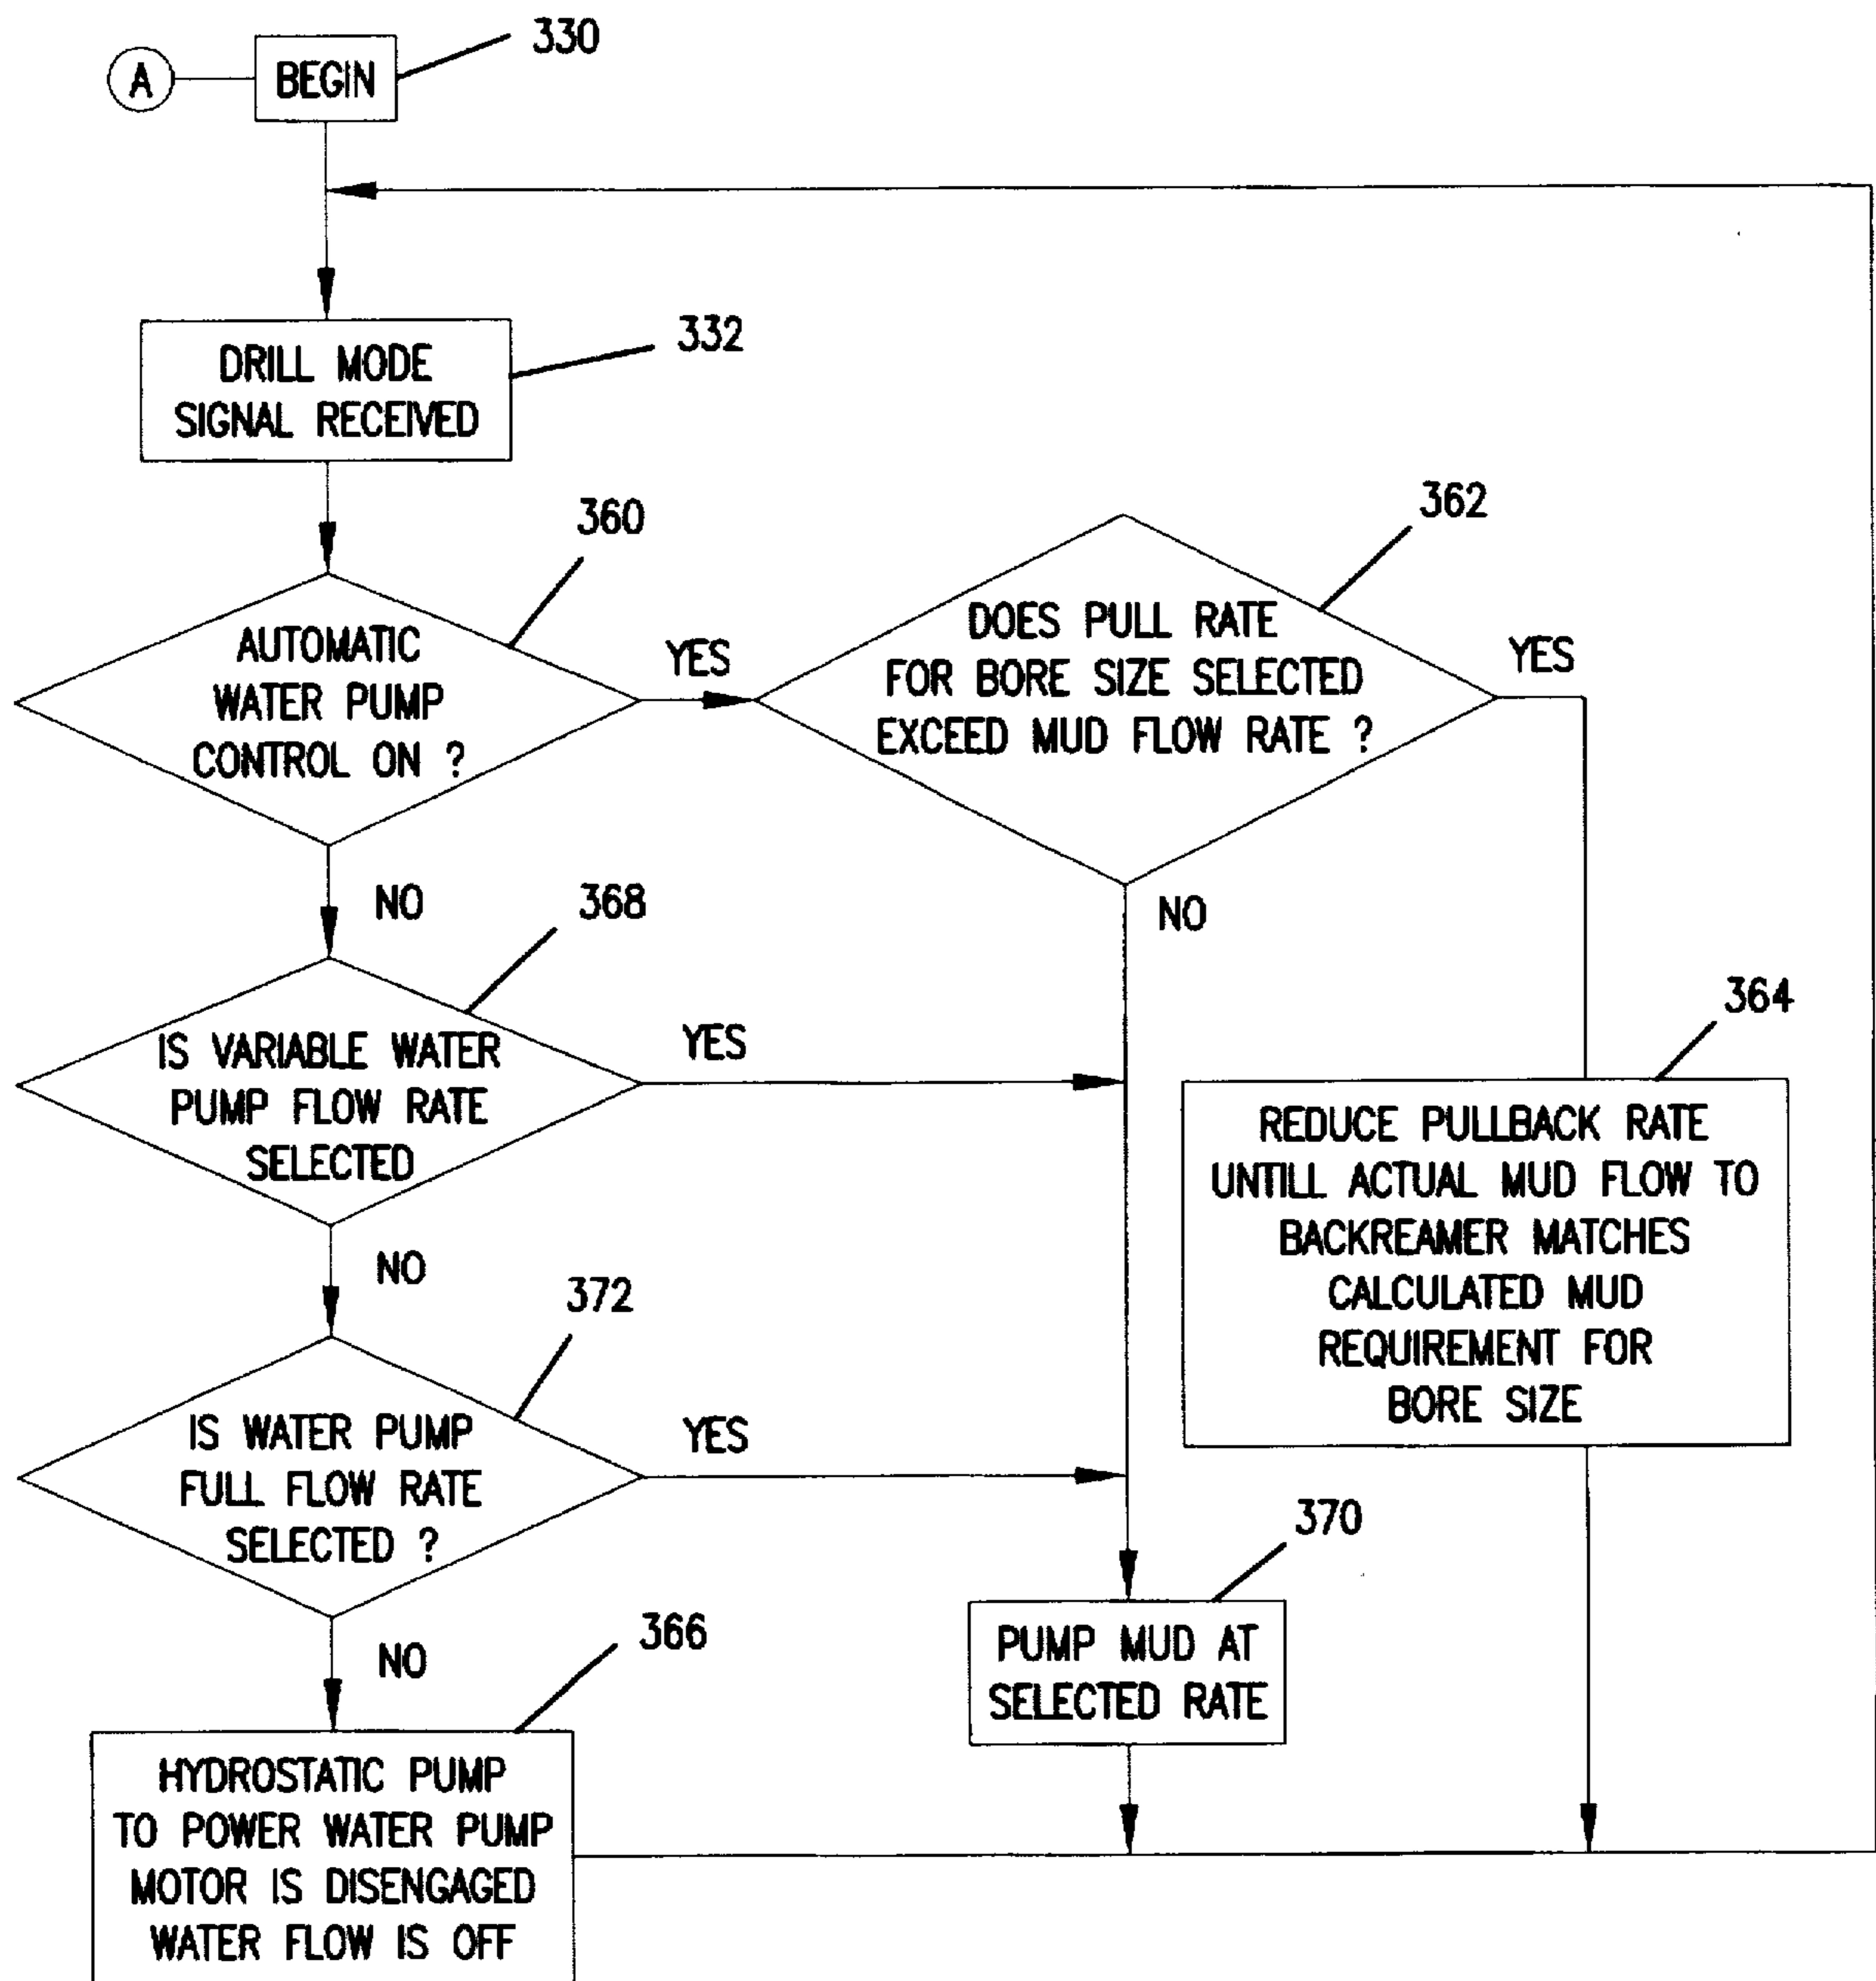 330
A
BEGIN
332
DRILL MODE
SIGNAL RECEIVED
360
AUTOMATIC
WATER PUMP
CONTROL ON ?
YES
362
DOES PULL RATE
FOR BORE SIZE SELECTED
EXCEED MUD FLOW RATE ?
YES
NO
NO
368
IS VARIABLE WATER
PUMP FLOW RATE
SELECTED
YES
364
REDUCE PULLBACK RATE
UNTILL ACTUAL MUD FLOW TO
BACKREAMER MATCHES
CALCULATED MUD
REQUIREMENT FOR
BORE SIZE
NO
372
IS WATER PUMP
FULL FLOW RATE
SELECTED ?
YES
370
PUMP MUD AT
SELECTED RATE
NO
366
HYDROSTATIC PUMP
TO POWER WATER PUMP
MOTOR IS DISENGAGED
WATER FLOW IS OFF